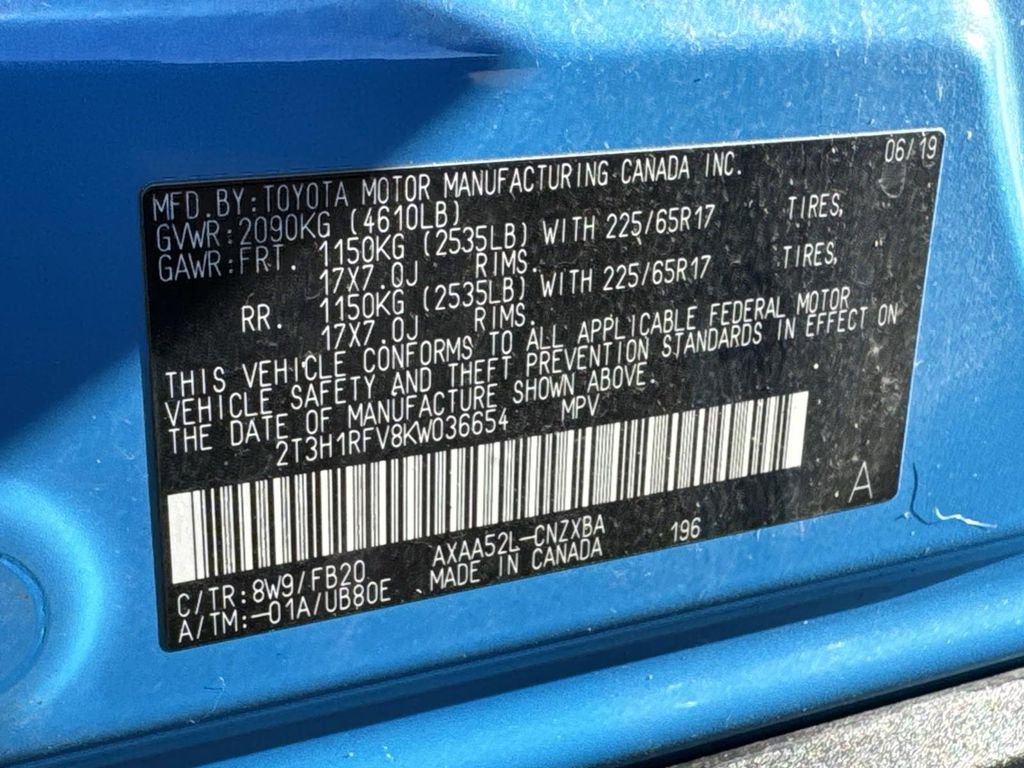 06/19
MFD.BY:TOYOTA MOTOR MANUFACTURING CANADA INC.
GVWR:2090KG (4610LB)
GAWR:FRT. 1150KG (2535LB) WITH 225/65R17 TIRES,
17X7.0J RIMS.
RR. 1150KG (2535LB) WITH 225/65R17 TIRES,
17X7.0J RIMS.
THIS VEHICLE CONFORMS TO ALL APPLICABLE FEDERAL MOTOR
VEHICLE SAFETY AND THEFT PREVENTION STANDARDS IN EFFECT ON
THE DATE OF MANUFACTURE SHOWN ABOVE.
2T3H1RFV8KW036654 MPV
A
AXAA52L-CNZXBA 196
C/TR:8W9/FB20 MADE IN CANADA
A/TM:-01A/UB80E